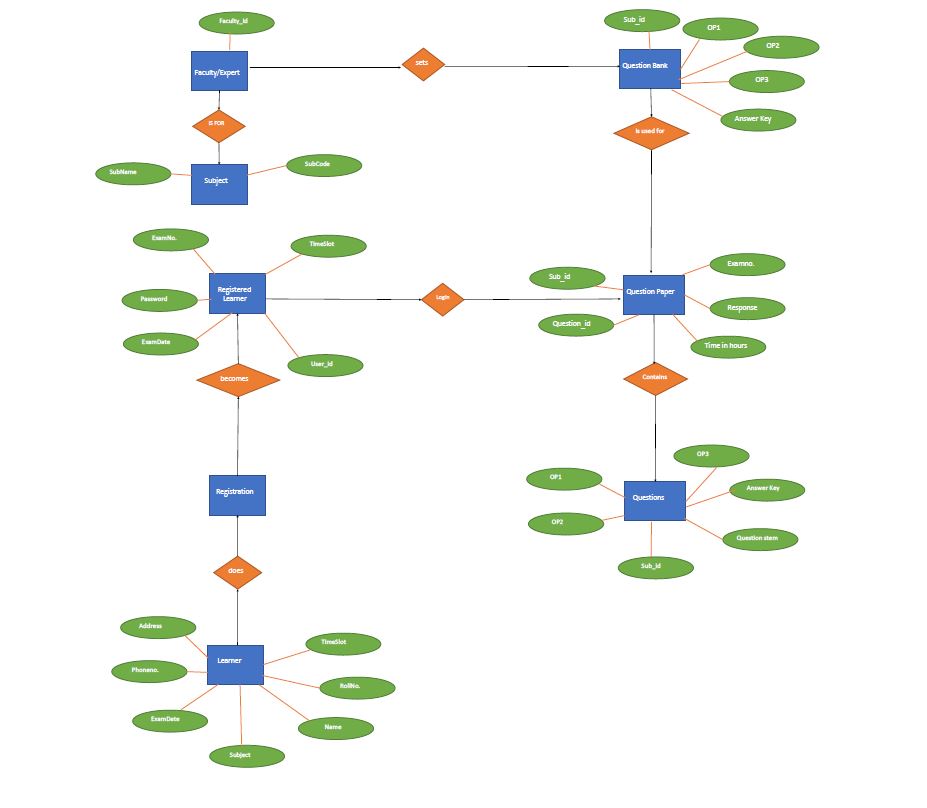 Faculty_Id
Sub_id
OP1
OP2
sets
Faculty/Expert
Question Bank
OP3
Answer Key
IS FOR
Is used for
SubName
SubCode
Subject
ExamNo.
TimeSlot
Examno.
Sub_id
Registered
Learner
Question Paper
Password
Login
Response
Question_id
ExamDate
Time in hours
User_id
becomes
Contains
OP3
OP1
Answer Key
Registration
Questions
OP2
Question stem
Sub_id
does
Address
TimeSlot
Learner
Phoneno.
RollNo.
ExamDate
Name
Subject